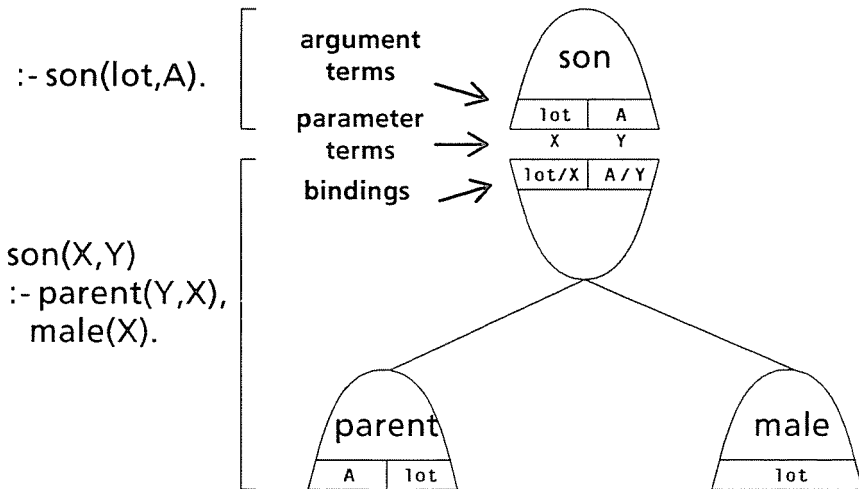 :- son(lot,A).
argument
terms
parameter
terms
bindings
son
lot A
X Y
lot/X A/Y
son(X,Y)
:- parent(Y,X),
male(X).
parent
A lot
male
lot